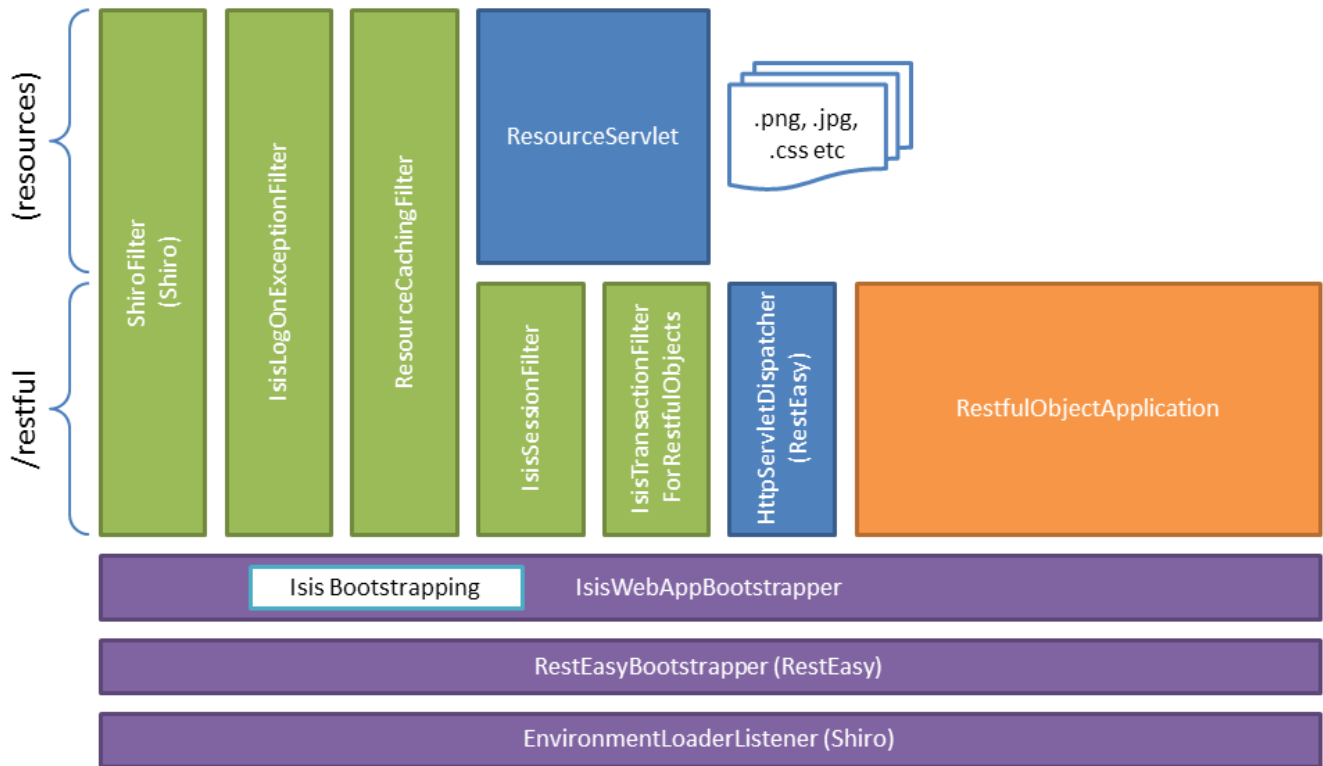 (resources)
/restful
ShiroFilter
(Shiro)
IsisLogOnExceptionFilter
ResourceCachingFilter
ResourceServlet
.png, .jpg,
.css etc
IsisSessionFilter
IsisTransactionFilter
ForRestfulObjects
HttpServletDispatcher
(RestEasy)
RestfulObjectApplication
Isis Bootstrapping
IsisWebAppBootstrapper
RestEasyBootstrapper (RestEasy)
EnvironmentLoaderListener (Shiro)